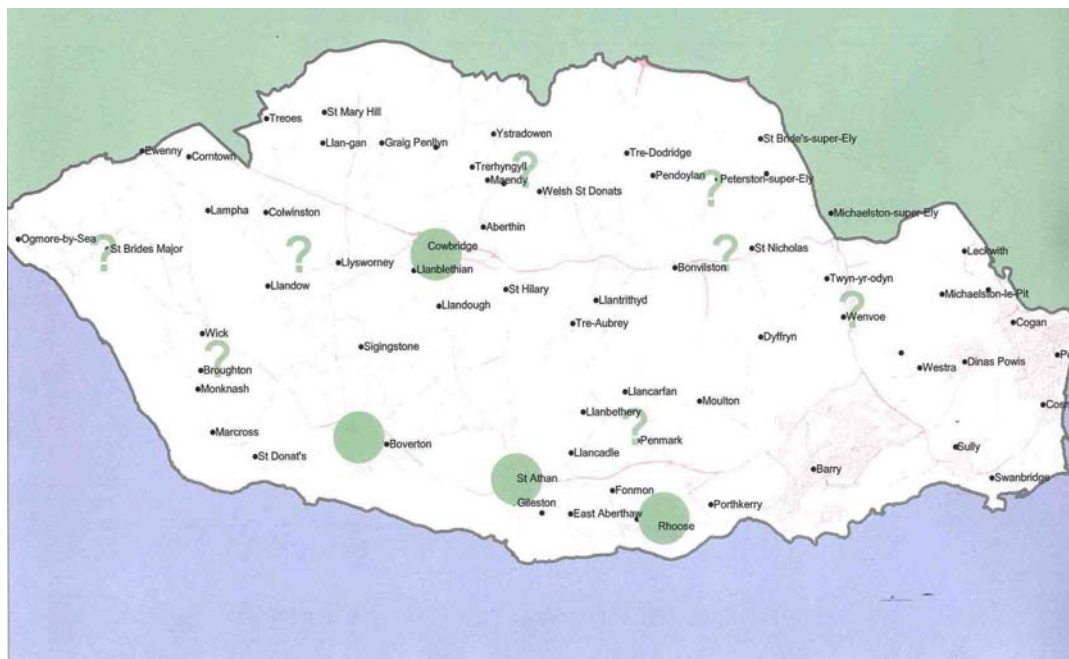 St Mary Hill
Treoes
Ystradowen
St Bride's-super-Ely
Llan-gan
Graig Penllyn
Ewenny
Corntown
Tre-Dodridge
Trerhyngyll
?
Maendy
Pendoylan
Peterston-super-Ely
?
Welsh St Donats
Lampha
Colwinston
Michaelston-super-Ely
Aberthin
Ogmore-by-Sea
?
St Brides Major
?
Cowbridge
?
St Nicholas
Leckwith
Llysworney
Llanblethian
Bonvilston
Twyn-yr-odyn
Llandow
St Hilary
Michaelston-le-Pit
Llandough
Llantrithyd
?
Wenvoe
Tre-Aubrey
Cogan
Wick
Dyffryn
Sigingstone
?
Dinas Powis
Broughton
Westra
Monknash
Llancarfan
Moulton
Llanbethery
?
Marcross
Penmark
Boverton
Sully
St Donat's
Llancadle
Barry
St Athan
Swanbridge
Fonmon
Gileston
Porthkerry
East Aberthaw
Rhoose